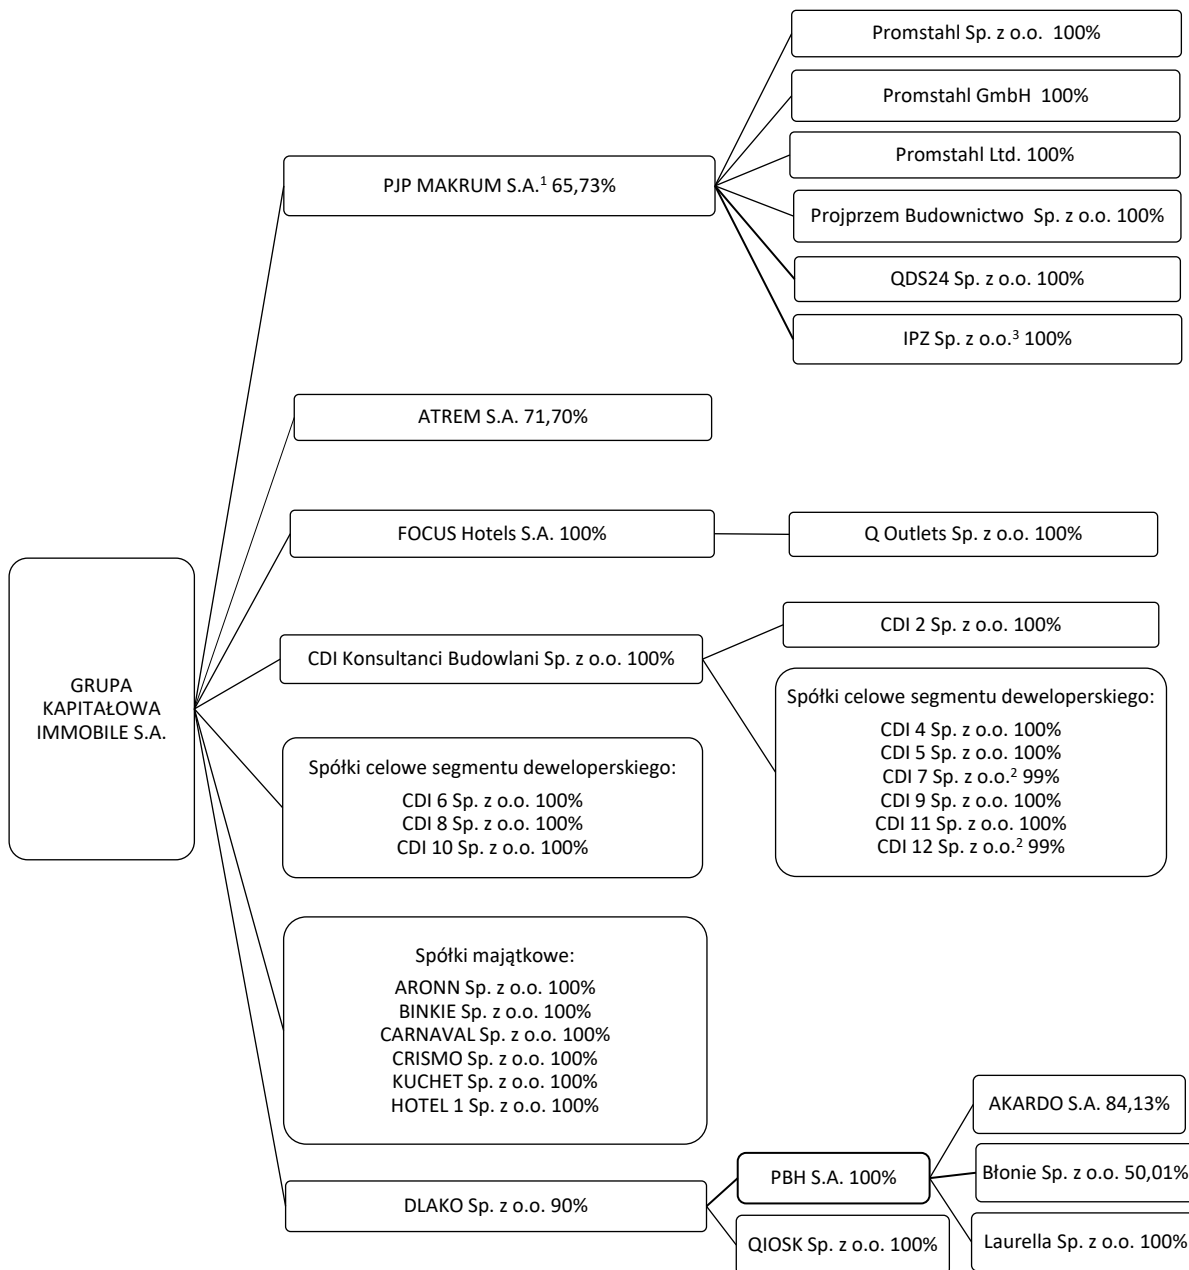 GRUPA
KAPITAŁOWA
IMMOBILE S.A.
PJP MAKRUM S.A.¹ 65,73%
Promstahl Sp. z o.o. 100%
Promstahl GmbH 100%
Promstahl Ltd. 100%
Projprzem Budownictwo Sp. z o.o. 100%
QDS24 Sp. z o.o. 100%
IPZ Sp. z o.o.³ 100%
ATREM S.A. 71,70%
FOCUS Hotels S.A. 100%
Q Outlets Sp. z o.o. 100%
CDI Konsultanci Budowlani Sp. z o.o. 100%
CDI 2 Sp. z o.o. 100%
Spółki celowe segmentu deweloperskiego:
CDI 4 Sp. z o.o. 100%
CDI 5 Sp. z o.o. 100%
CDI 7 Sp. z o.o.² 99%
CDI 9 Sp. z o.o. 100%
CDI 11 Sp. z o.o. 100%
CDI 12 Sp. z o.o.² 99%
Spółki celowe segmentu deweloperskiego:
CDI 6 Sp. z o.o. 100%
CDI 8 Sp. z o.o. 100%
CDI 10 Sp. z o.o. 100%
Spółki majątkowe:
ARONN Sp. z o.o. 100%
BINKIE Sp. z o.o. 100%
CARNAVAL Sp. z o.o. 100%
CRISMO Sp. z o.o. 100%
KUCHET Sp. z o.o. 100%
HOTEL 1 Sp. z o.o. 100%
DLAKO Sp. z o.o. 90%
PBH S.A. 100%
AKARDO S.A. 84,13%
Błonie Sp. z o.o. 50,01%
Laurella Sp. z o.o. 100%
QIOSK Sp. z o.o. 100%